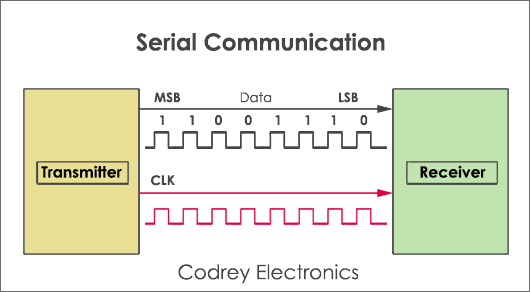 Serial Communication
MSB Data LSB
1 1 0 0 1 1 1 0
Transmitter
Receiver
CLK
Codrey Electronics